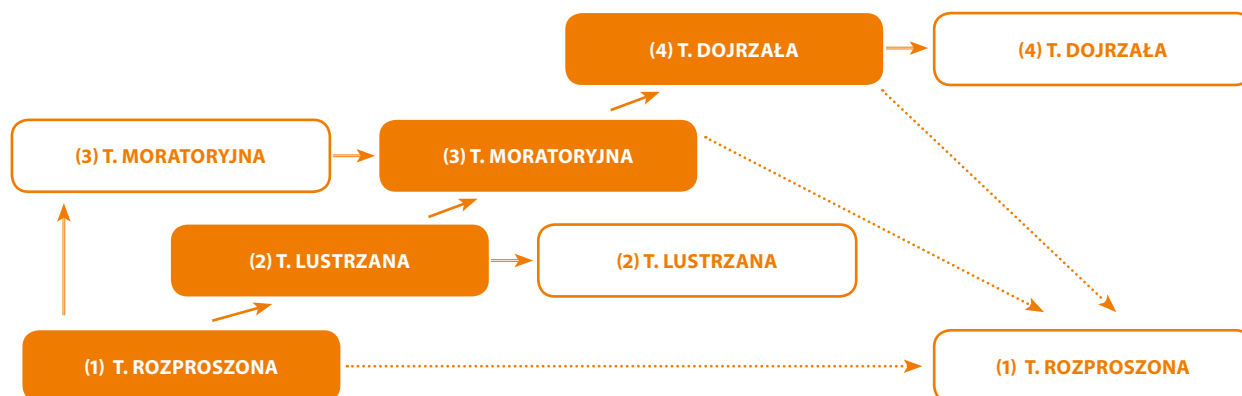 (4) T. DOJRZAŁA
(4) T. DOJRZAŁA
(3) T. MORATORYJNA
(3) T. MORATORYJNA
(2) T. LUSTRZANA
(2) T. LUSTRZANA
(1) T. ROZPROSZONA
(1) T. ROZPROSZONA